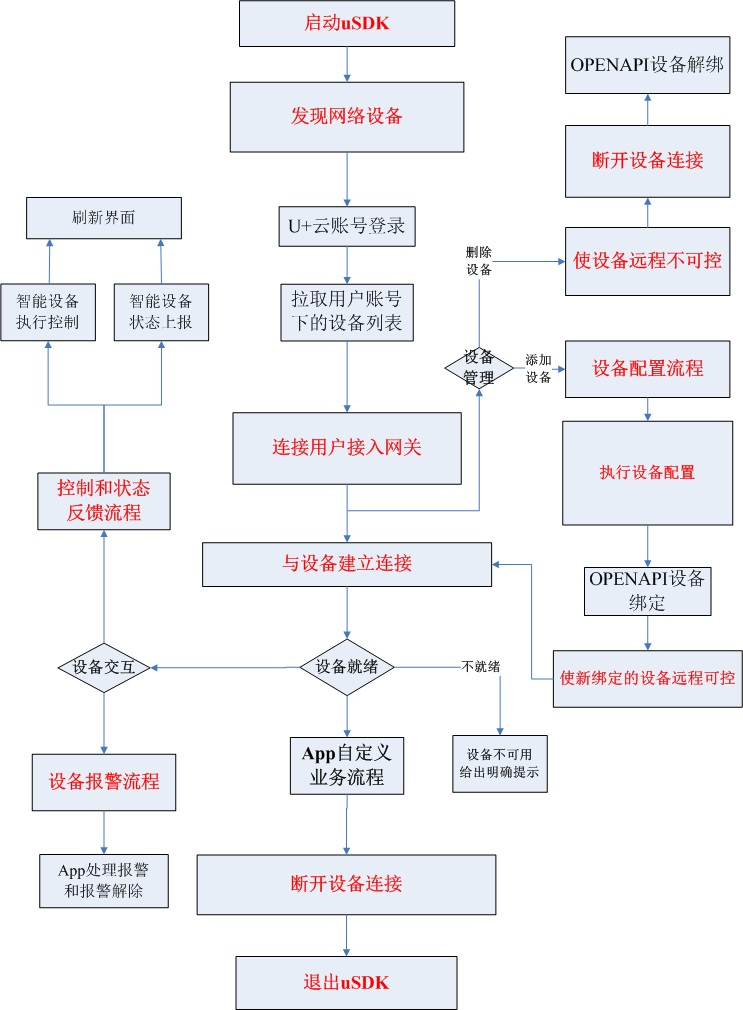 启动uSDK
发现网络设备
U+云账号登录
拉取用户账号
下的设备列表
连接用户接入网关
与设备建立连接
设备就绪
App自定义
业务流程
断开设备连接
退出uSDK
OPENAPI设备解绑
断开设备连接
使设备远程不可控
删除
设备
设备
管理
添加
设备
设备配置流程
执行设备配置
OPENAPI设备
绑定
使新绑定的设备远程可控
不就绪
设备不可用
给出明确提示
刷新界面
智能设备
执行控制
智能设备
状态上报
控制和状态
反馈流程
设备交互
设备报警流程
App处理报警
和报警解除